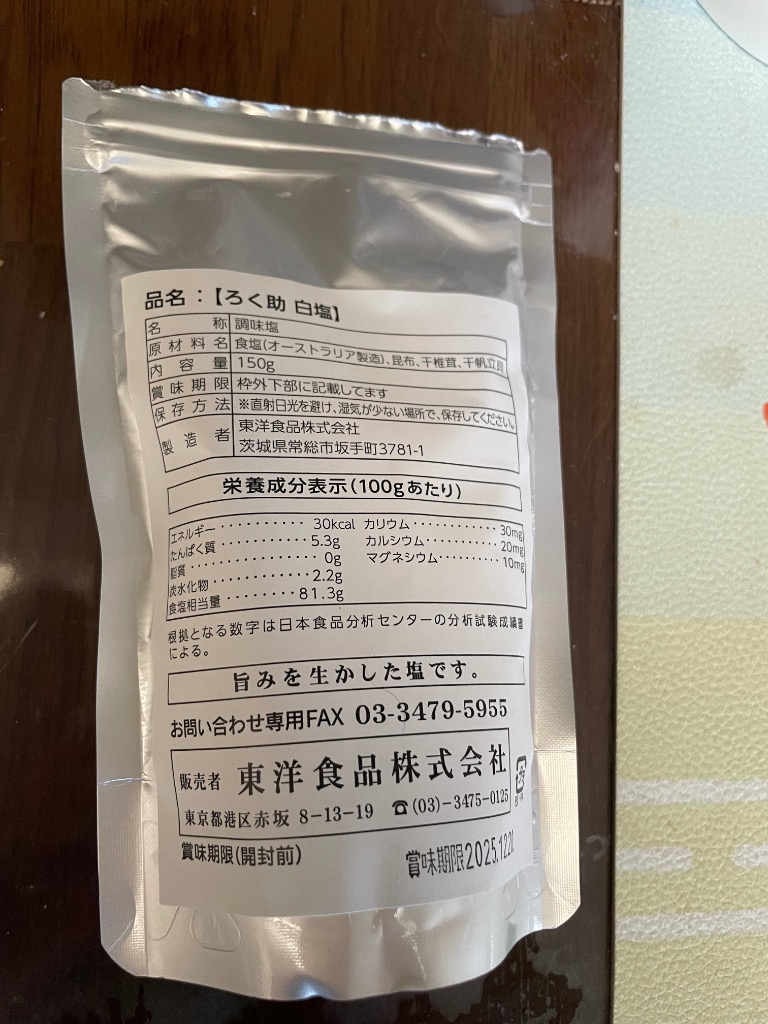 品名：【ろく助 白塩】
名称 調味塩
原材料名 食塩(オーストラリア製造)、昆布、干椎茸、干帆立貝
内容量 150g
賞味期限 枠外下部に記載してます
保存方法 ※直射日光を避け、湿気が少ない場所で、保存してください。
製造者 東洋食品株式会社
茨城県常総市坂手町3781-1
栄養成分表示(100gあたり)
エネルギー・・・・・・・・・・30kcal カリウム・・・・・・・・・・・・30mg
たんぱく質・・・・・・・・・・・5.3g カルシウム・・・・・・・・・・・20mg
脂質・・・・・・・・・・・・・・・・0g マグネシウム・・・・・・・・・10mg
炭水化物・・・・・・・・・・・・2.2g
食塩相当量・・・・・・・・81.3g
根拠となる数字は日本食品分析センターの分析試験成績書
による。
旨みを生かした塩です。
お問い合わせ専用FAX 03-3479-5955
販売者 東洋食品株式会社
東京都港区赤坂 8-13-19 ☎(03)-3475-0125
賞味期限(開封前) 賞味期限2025.12